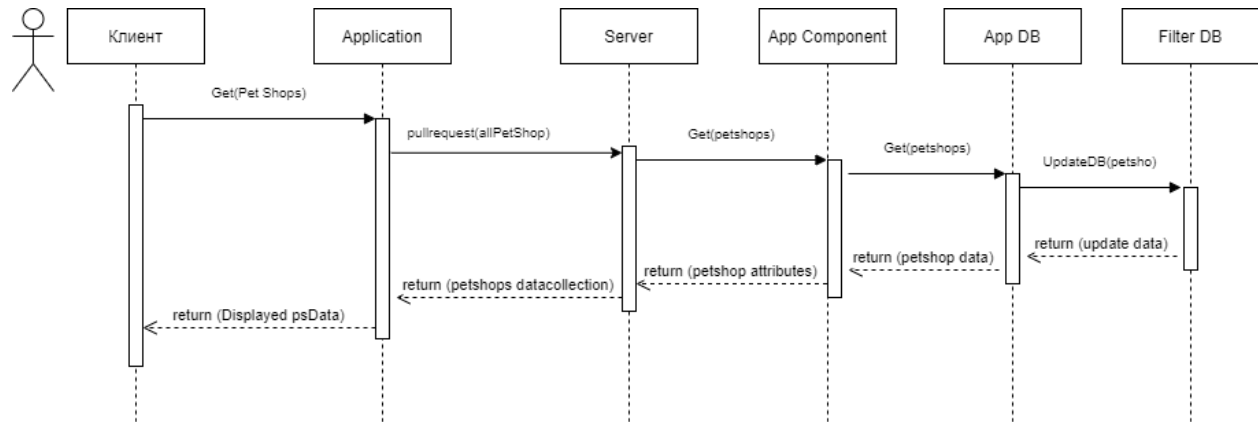 Клиент
Application
Server
App Component
App DB
Filter DB
Get(Pet Shops)
pullrequest(allPetShop)
Get(petshops)
Get(petshops)
UpdateDB(petsho)
return (update data)
return (petshop data)
return (petshop attributes)
return (petshops datacollection)
return (Displayed psData)